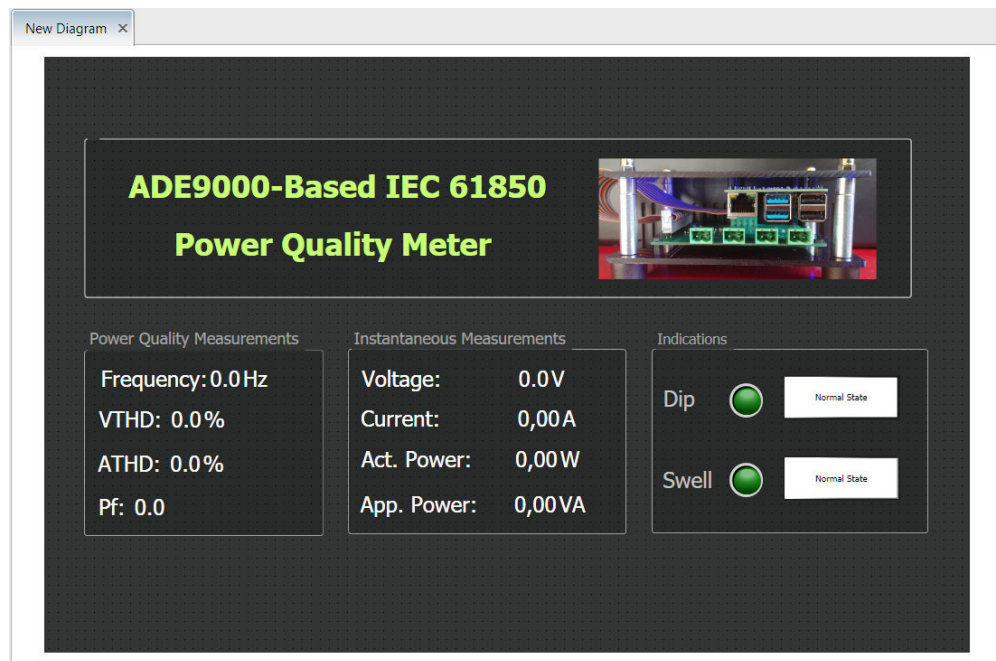 New Diagram ×
ADE9000-Based IEC 61850
Power Quality Meter
Power Quality Measurements
Frequency: 0.0 Hz
VTHD: 0.0 %
ATHD: 0.0 %
Pf: 0.0
Instantaneous Measurements
Voltage: 0.0 V
Current: 0,00 A
Act. Power: 0,00 W
App. Power: 0,00 VA
Indications
Dip Normal State
Swell Normal State